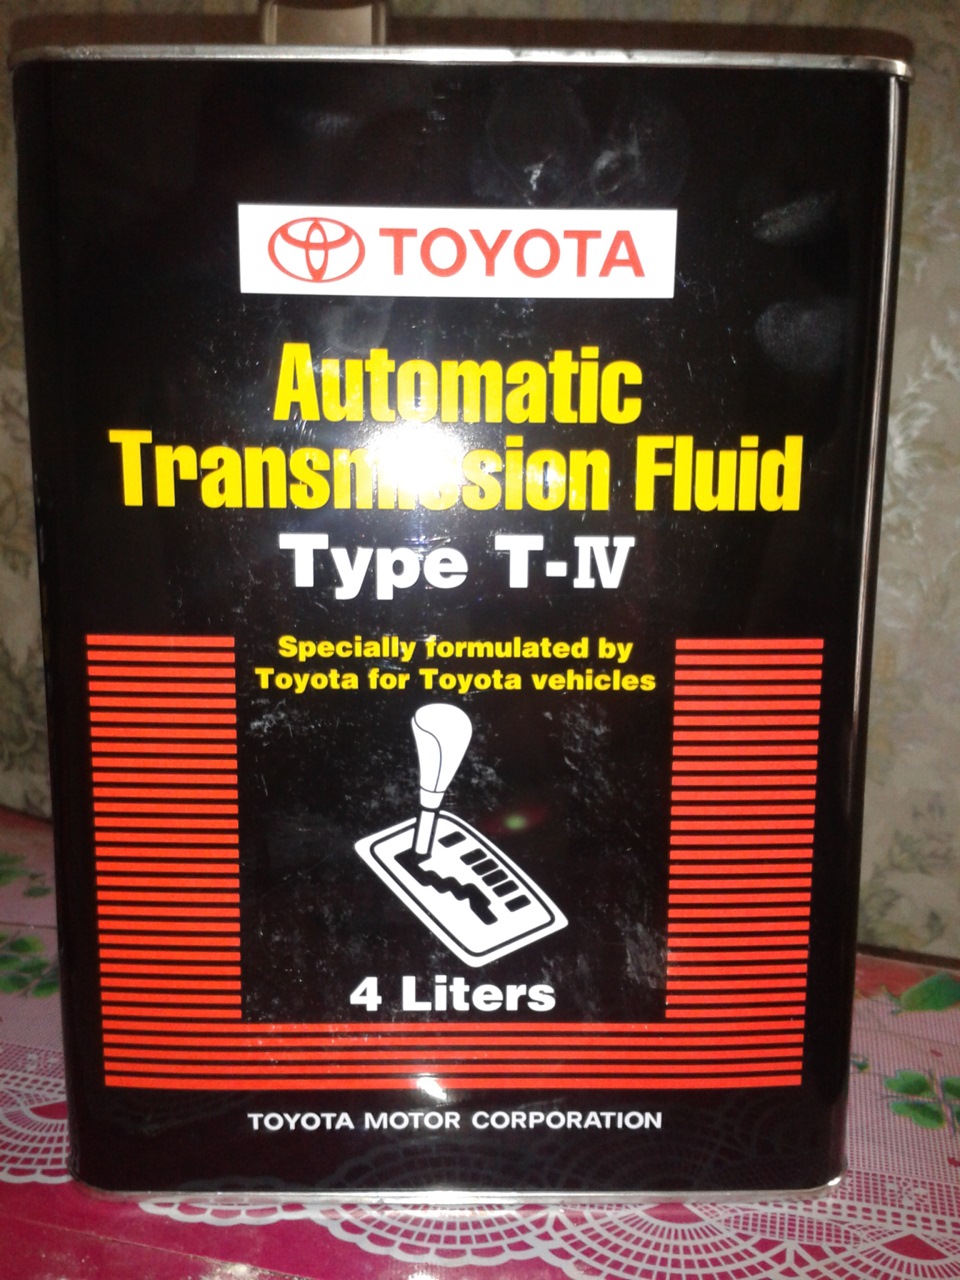 TOYOTA
Automatic
Transmission Fluid
Type T-IV
Specially formulated by
Toyota for Toyota vehicles
4 Liters
TOYOTA MOTOR CORPORATION